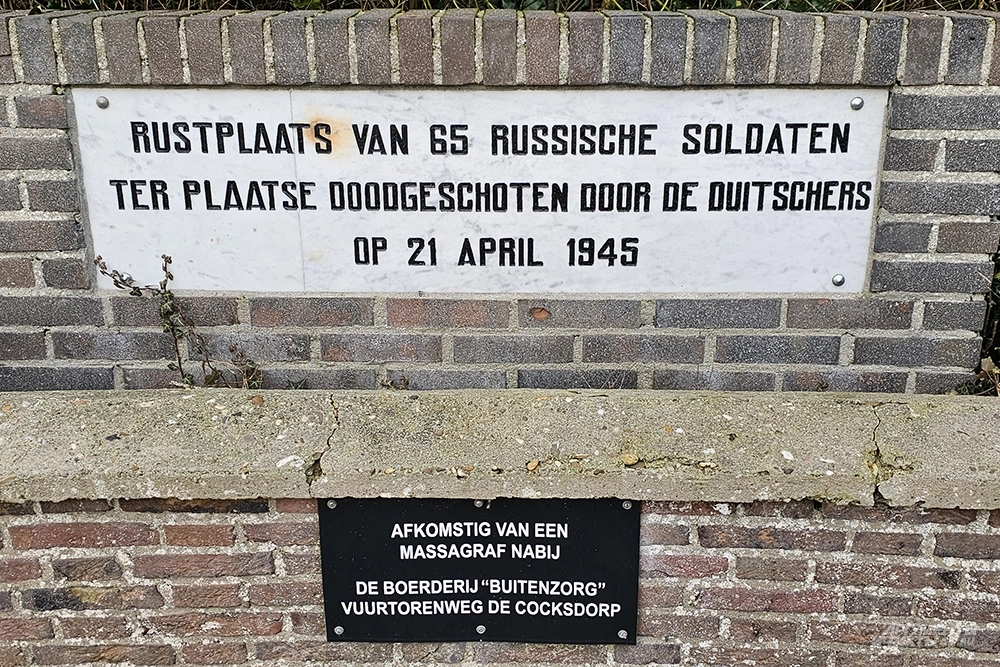 RUSTPLAATS VAN 65 RUSSISCHE SOLDATEN
TER PLAATSE DOODGESCHOTEN DOOR DE DUITSCHERS
OP 21 APRIL 1945
AFKOMSTIG VAN EEN
MASSAGRAF NABIJ
DE BOERDERIJ “BUITENZORG”
VUURTORENWEG DE COCKSDORP